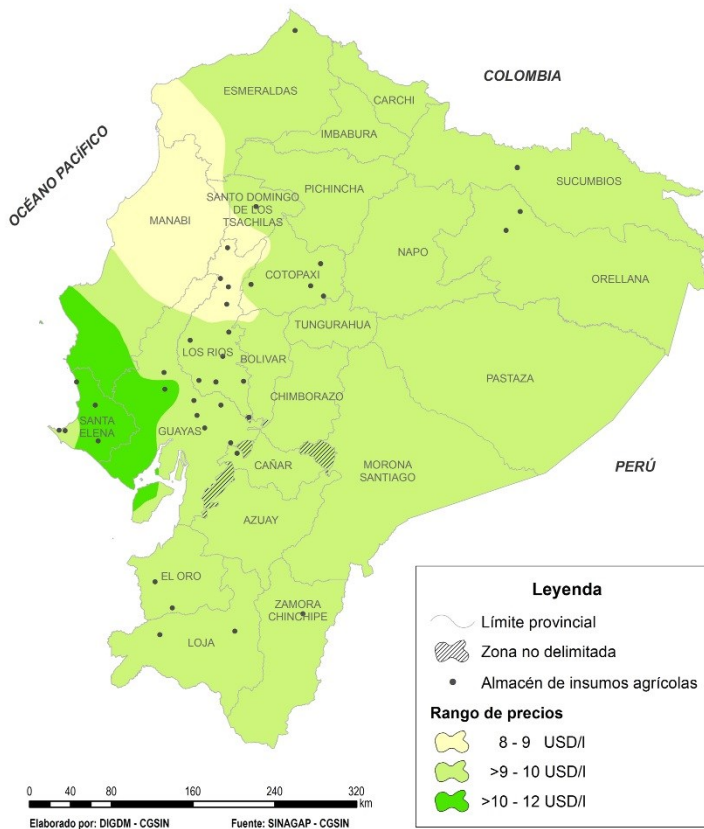 COLOMBIA
ESMERALDAS
CARCHI
IMBABURA
OCÉANO PACÍFICO
SUCUMBIOS
PICHINCHA
SANTO DOMINGO
DE LOS
TSACHILAS
MANABI
NAPO
COTOPAXI
ORELLANA
TUNGURAHUA
LOS RIOS
BOLIVAR
PASTAZA
CHIMBORAZO
SANTA
ELENA
GUAYAS
CAÑAR
MORONA
SANTIAGO
PERÚ
AZUAY
EL ORO
ZAMORA
CHINCHIPE
LOJA
Leyenda
Límite provincial
Zona no delimitada
Almacén de insumos agrícolas
Rango de precios
8 - 9 USD/l
>9 - 10 USD/l
>10 - 12 USD/l
0 40 80 160 240 320
km
Elaborado por: DIGDM - CGSIN Fuente: SINAGAP - CGSIN